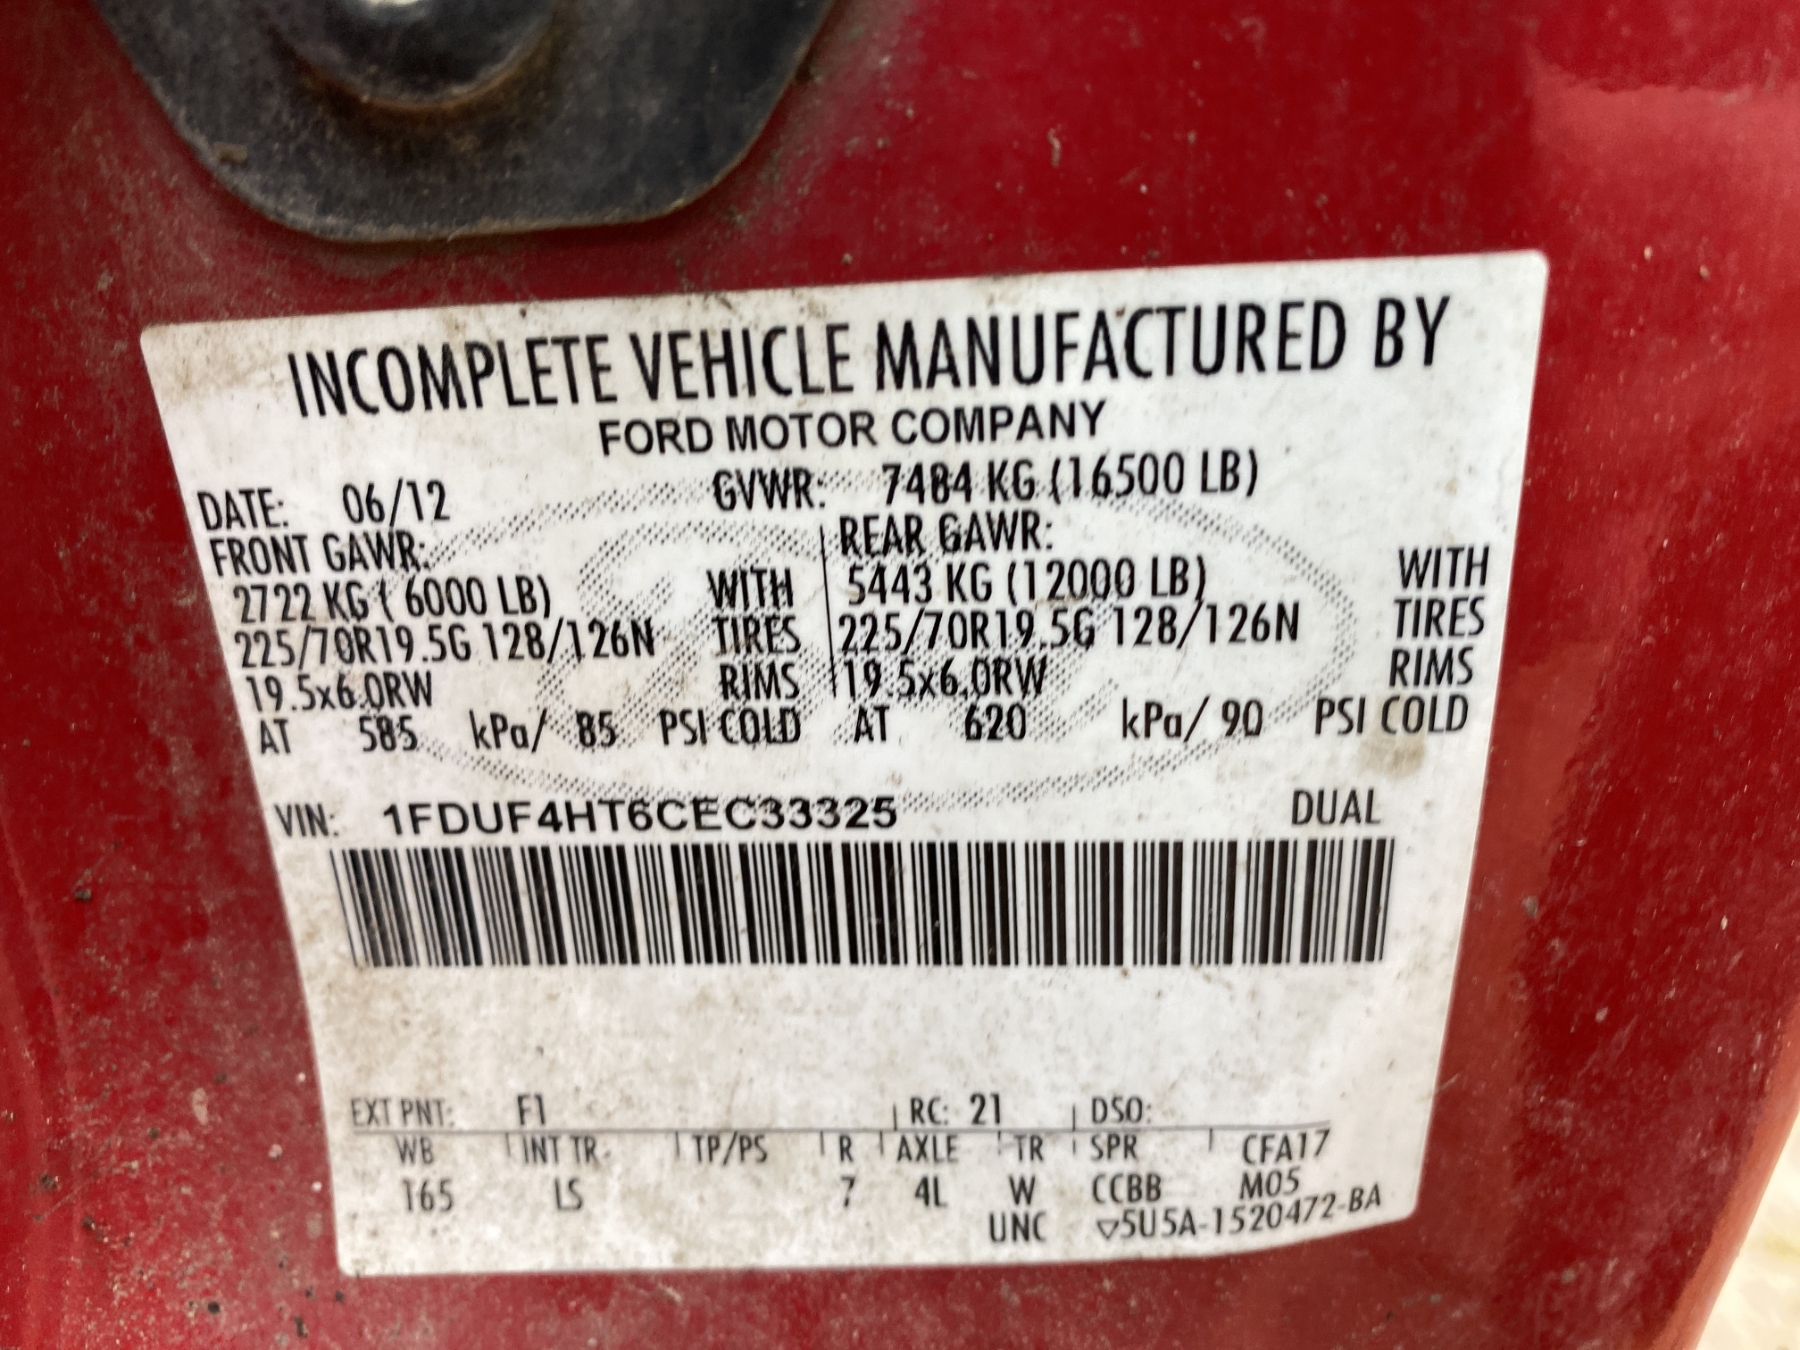 INCOMPLETE VEHICLE MANUFACTURED BY
FORD MOTOR COMPANY
DATE: 06/12 GVWR: 7484 KG (16500 LB)
FRONT GAWR: REAR GAWR:
2722 KG ( 6000 LB) WITH 5443 KG (12000 LB) WITH
225/70R19.5G 128/126N TIRES 225/70R19.5G 128/126N TIRES
19.5x6.0RW RIMS 19.5x6.0RW RIMS
AT 585 kPa/ 85 PSI COLD AT 620 kPa/ 90 PSI COLD
VIN: 1FDUF4HT6CEC33325 DUAL
EXT PNT: F1 RC: 21 DSO:
WB INT TR TP/PS R AXLE TR SPR CFA17
165 LS 7 4L W CCBB M05
UNC ▽5U5A-1520472-BA